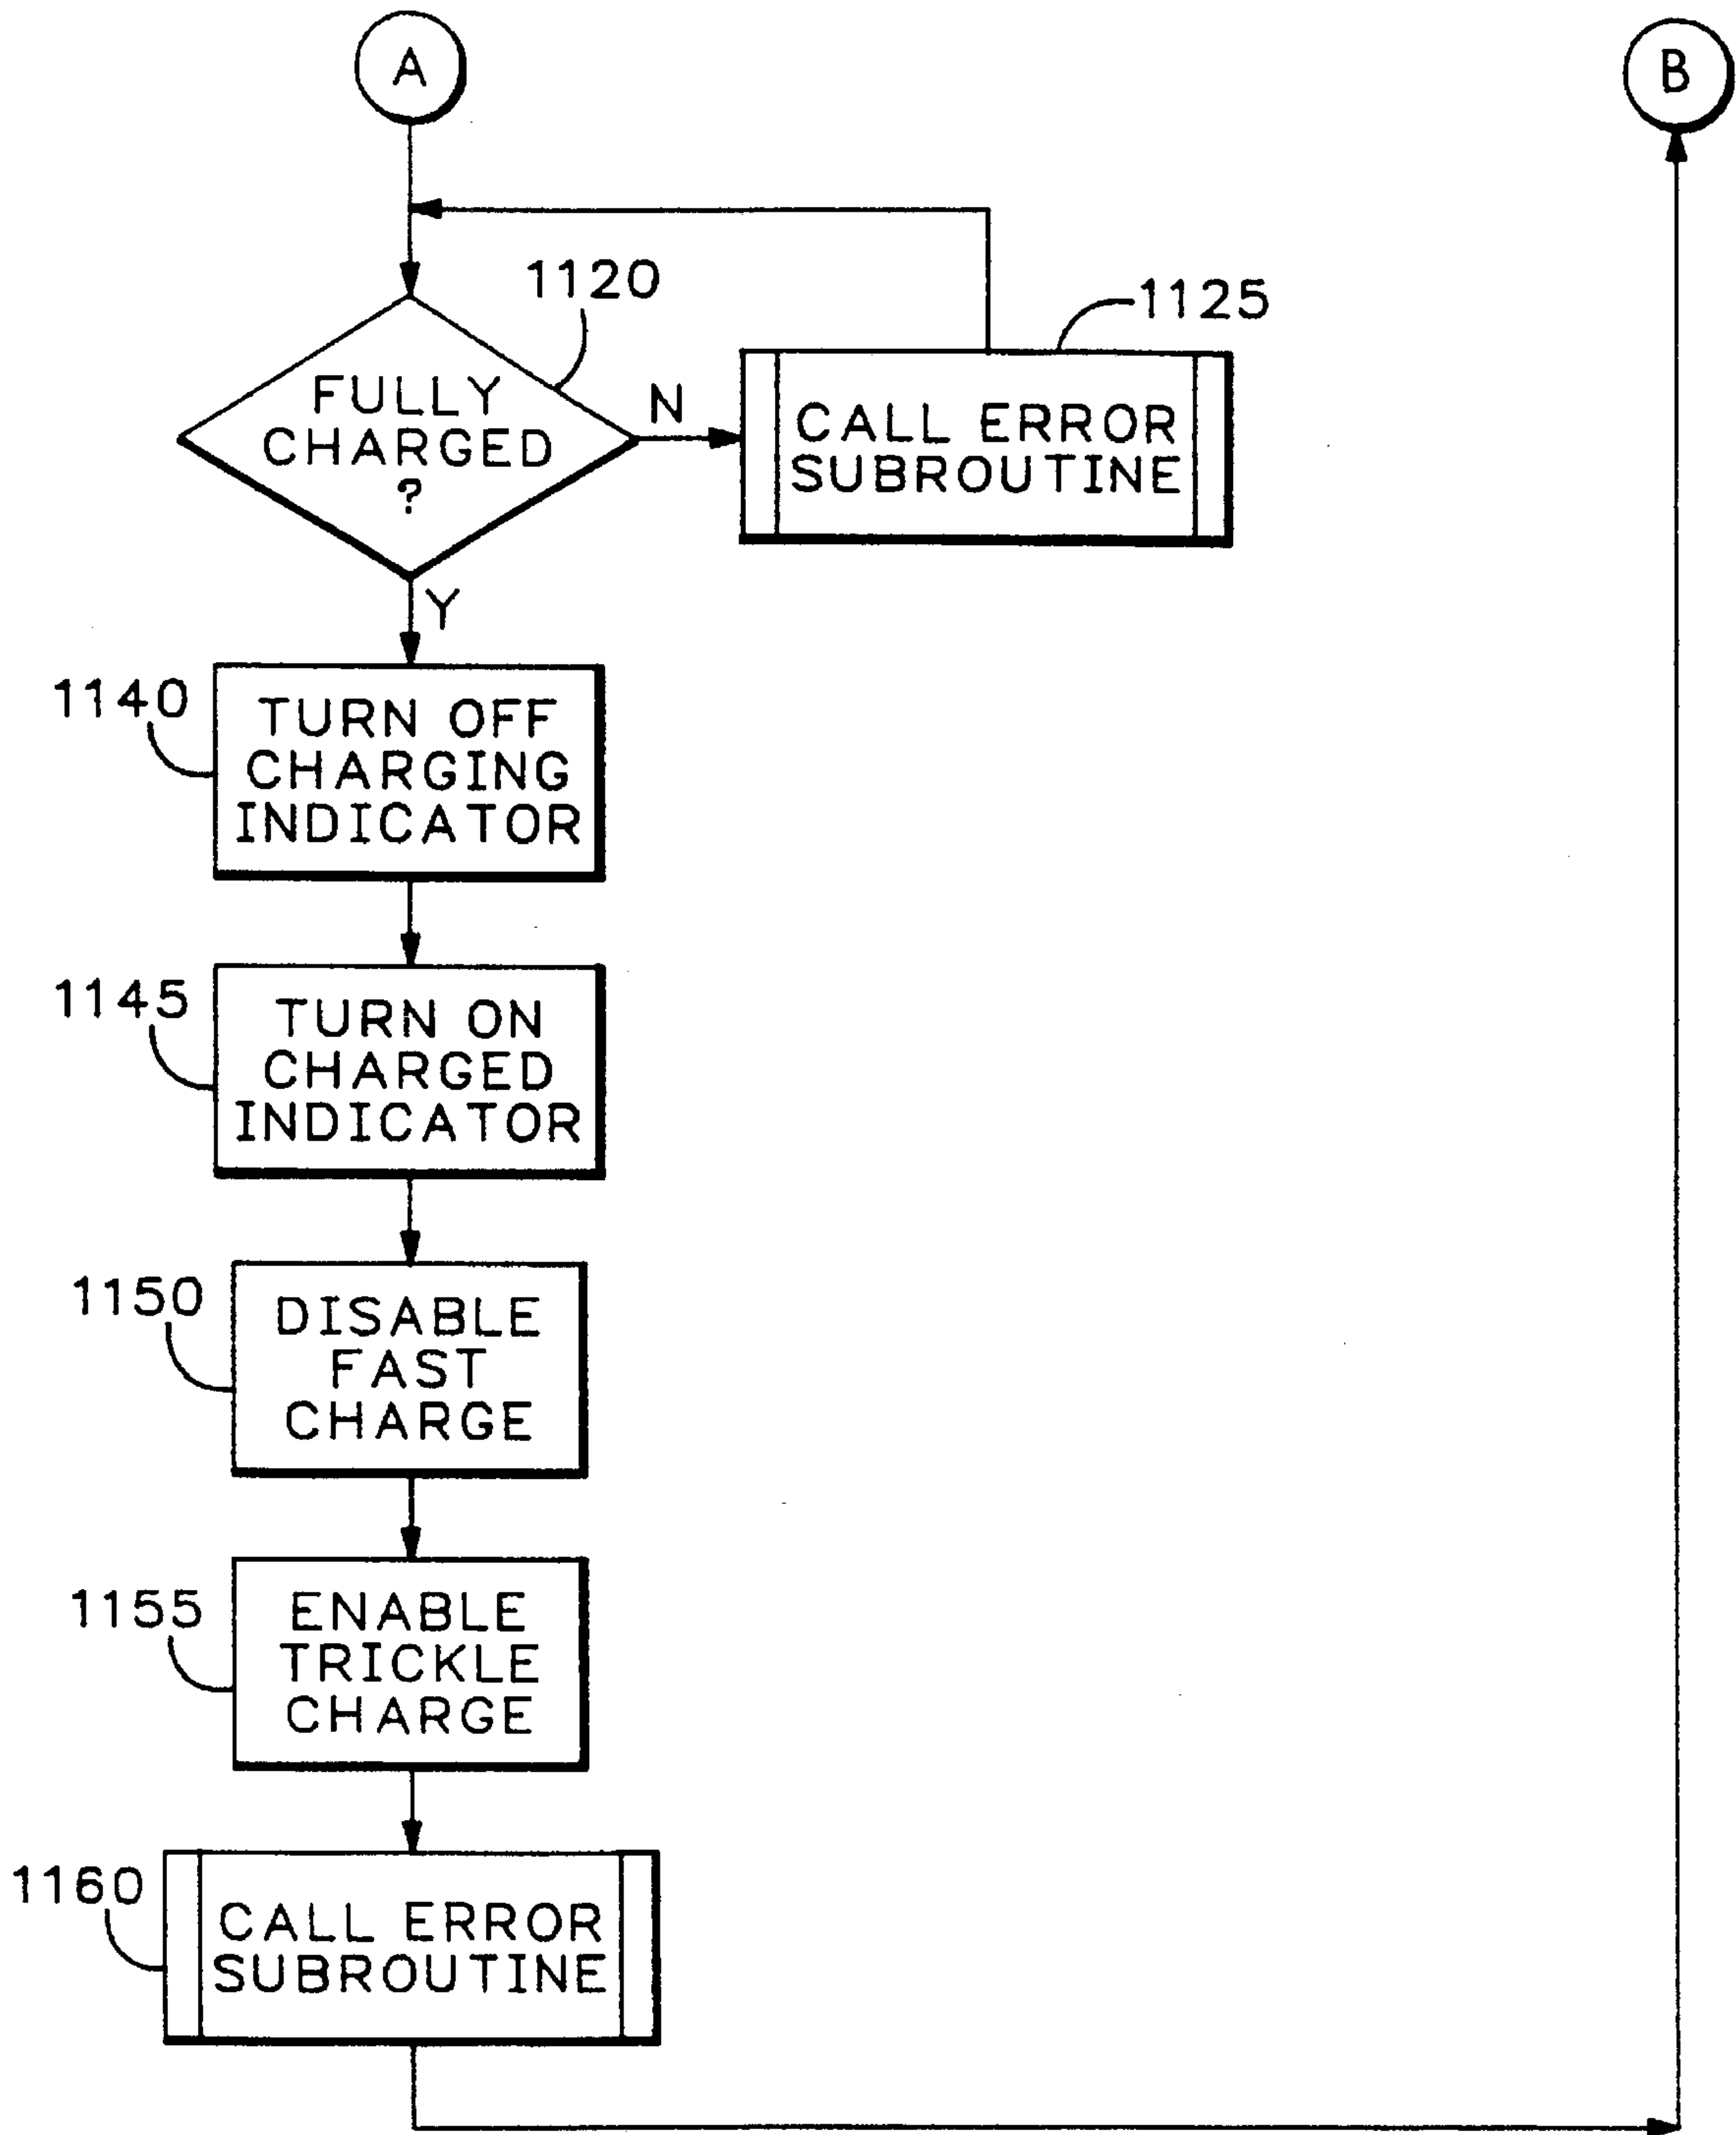 A
B
1120
1125
FULLY
CHARGED
?
N
CALL ERROR
SUBROUTINE
Y
1140
TURN OFF
CHARGING
INDICATOR
1145
TURN ON
CHARGED
INDICATOR
1150
DISABLE
FAST
CHARGE
1155
ENABLE
TRICKLE
CHARGE
1160
CALL ERROR
SUBROUTINE